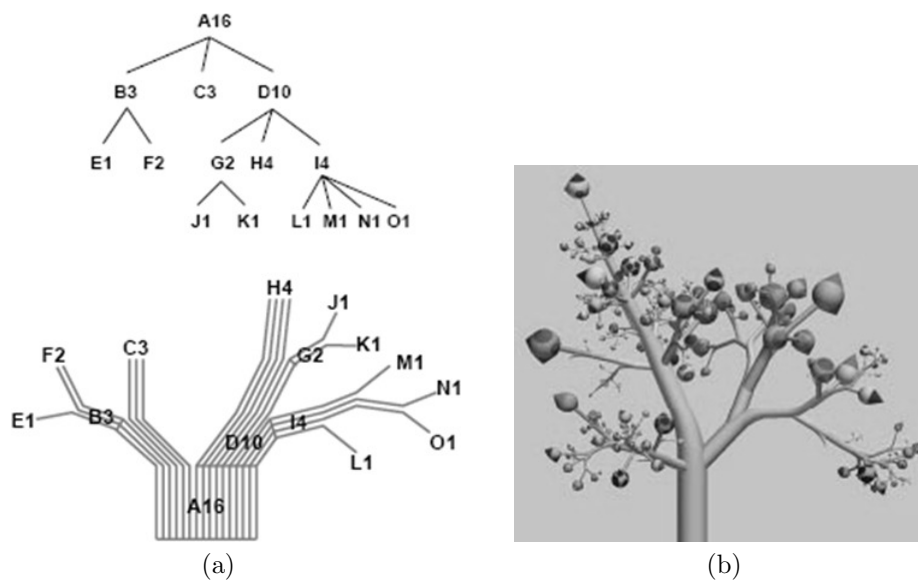 A16
B3 C3 D10
E1 F2 G2 H4 I4
J1 K1 L1 M1 N1 O1
H4
J1
F2 C3 G2 K1
M1
N1
E1 B3 D10 I4
O1
L1
A16
(a) (b)